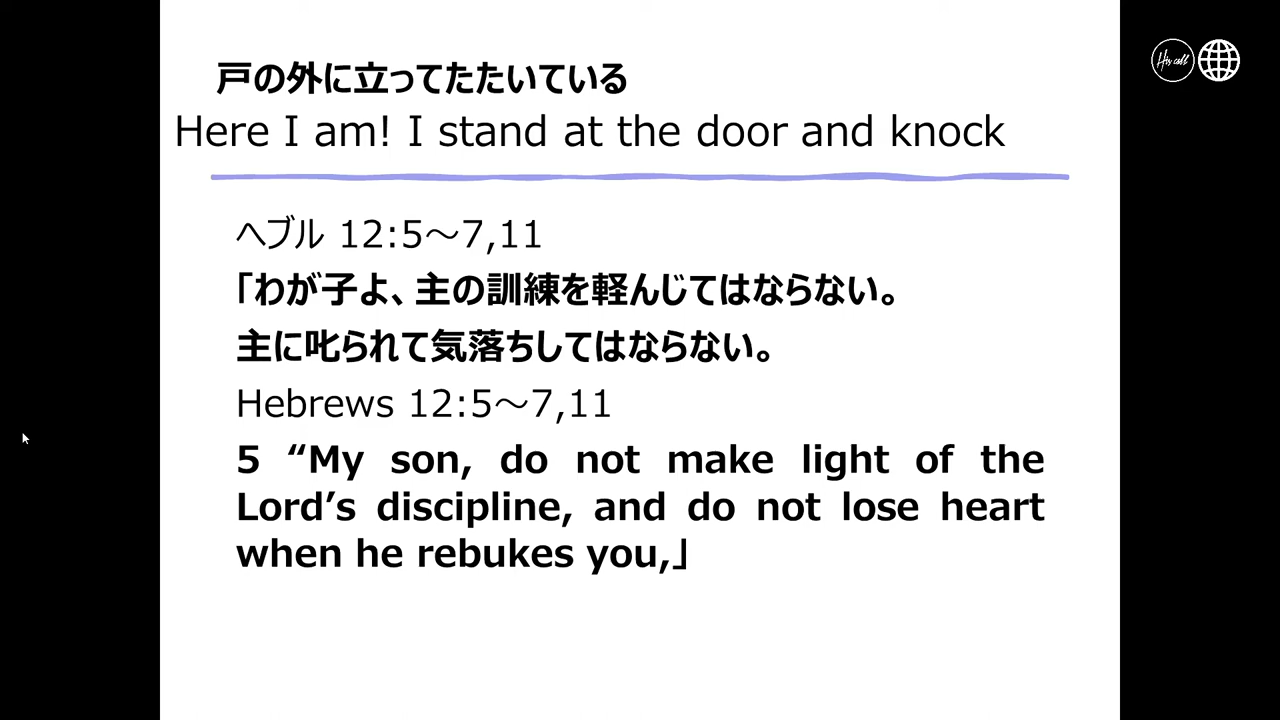 His call
戸の外に立ってたたいている
Here I am! I stand at the door and knock
ヘブル 12:5～7,11
「わが子よ、主の訓練を軽んじてはならない。
主に叱られて気落ちしてはならない。
Hebrews 12:5～7,11
5 “My son, do not make light of the
Lord’s discipline, and do not lose heart
when he rebukes you,」